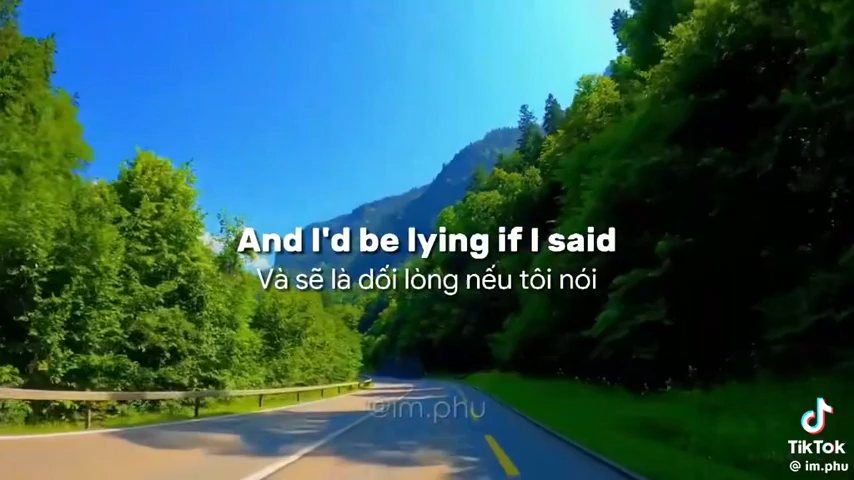 And I'd be lying if I said
Và sẽ là dối lòng nếu tôi nói
@im.phu
TikTok
@ im.phu